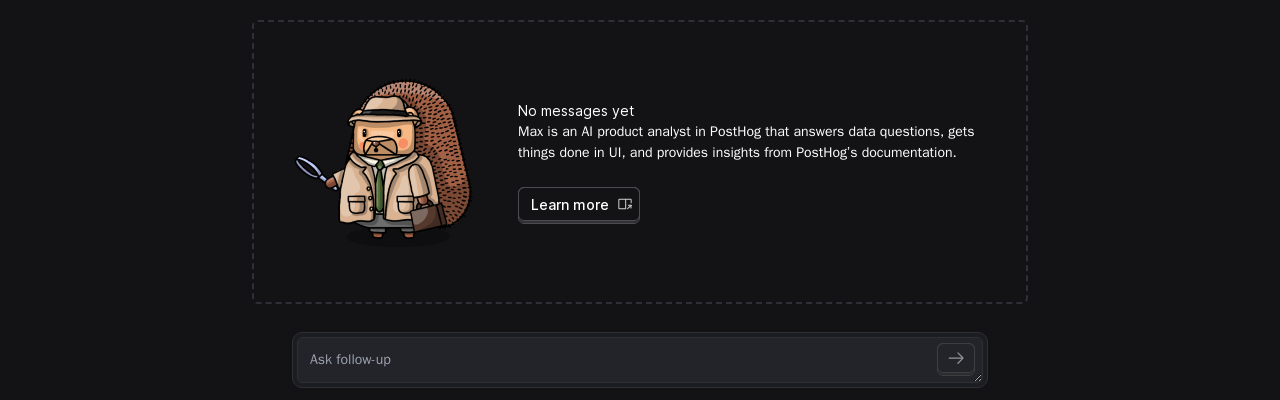 No messages yet
Max is an AI product analyst in PostHog that answers data questions, gets
things done in UI, and provides insights from PostHog’s documentation.
Learn more
Ask follow-up